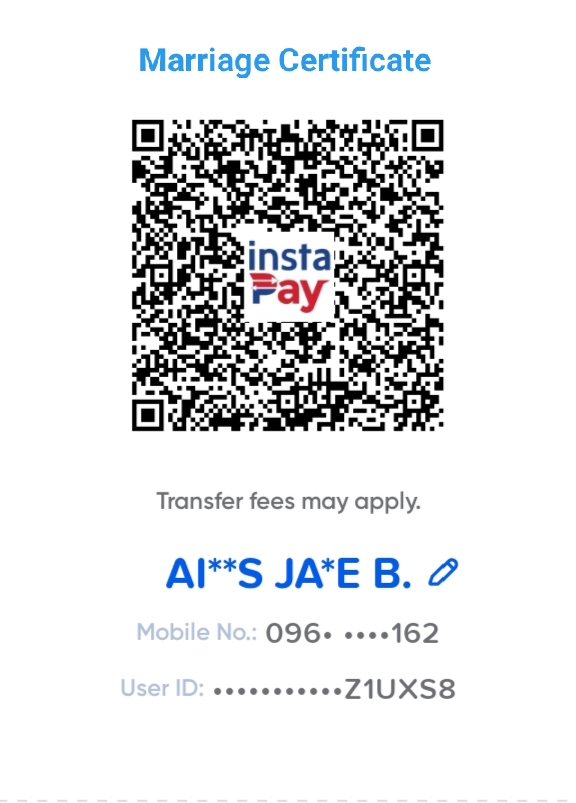 Marriage Certificate
insta
Pay
Transfer fees may apply.
AI**S JA*E B.
Mobile No.: 096• ••••162
User ID: •••••••••••Z1UXS8